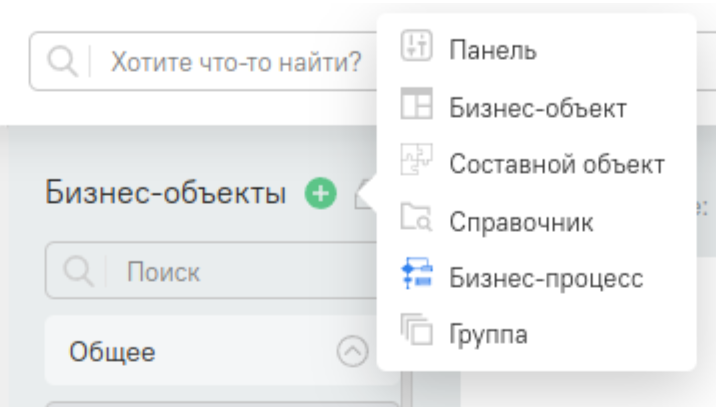 Хотите что-то найти?
Панель
Бизнес-объект
Составной объект
Справочник
Бизнес-процесс
Группа
Бизнес-объекты
Поиск
Общее